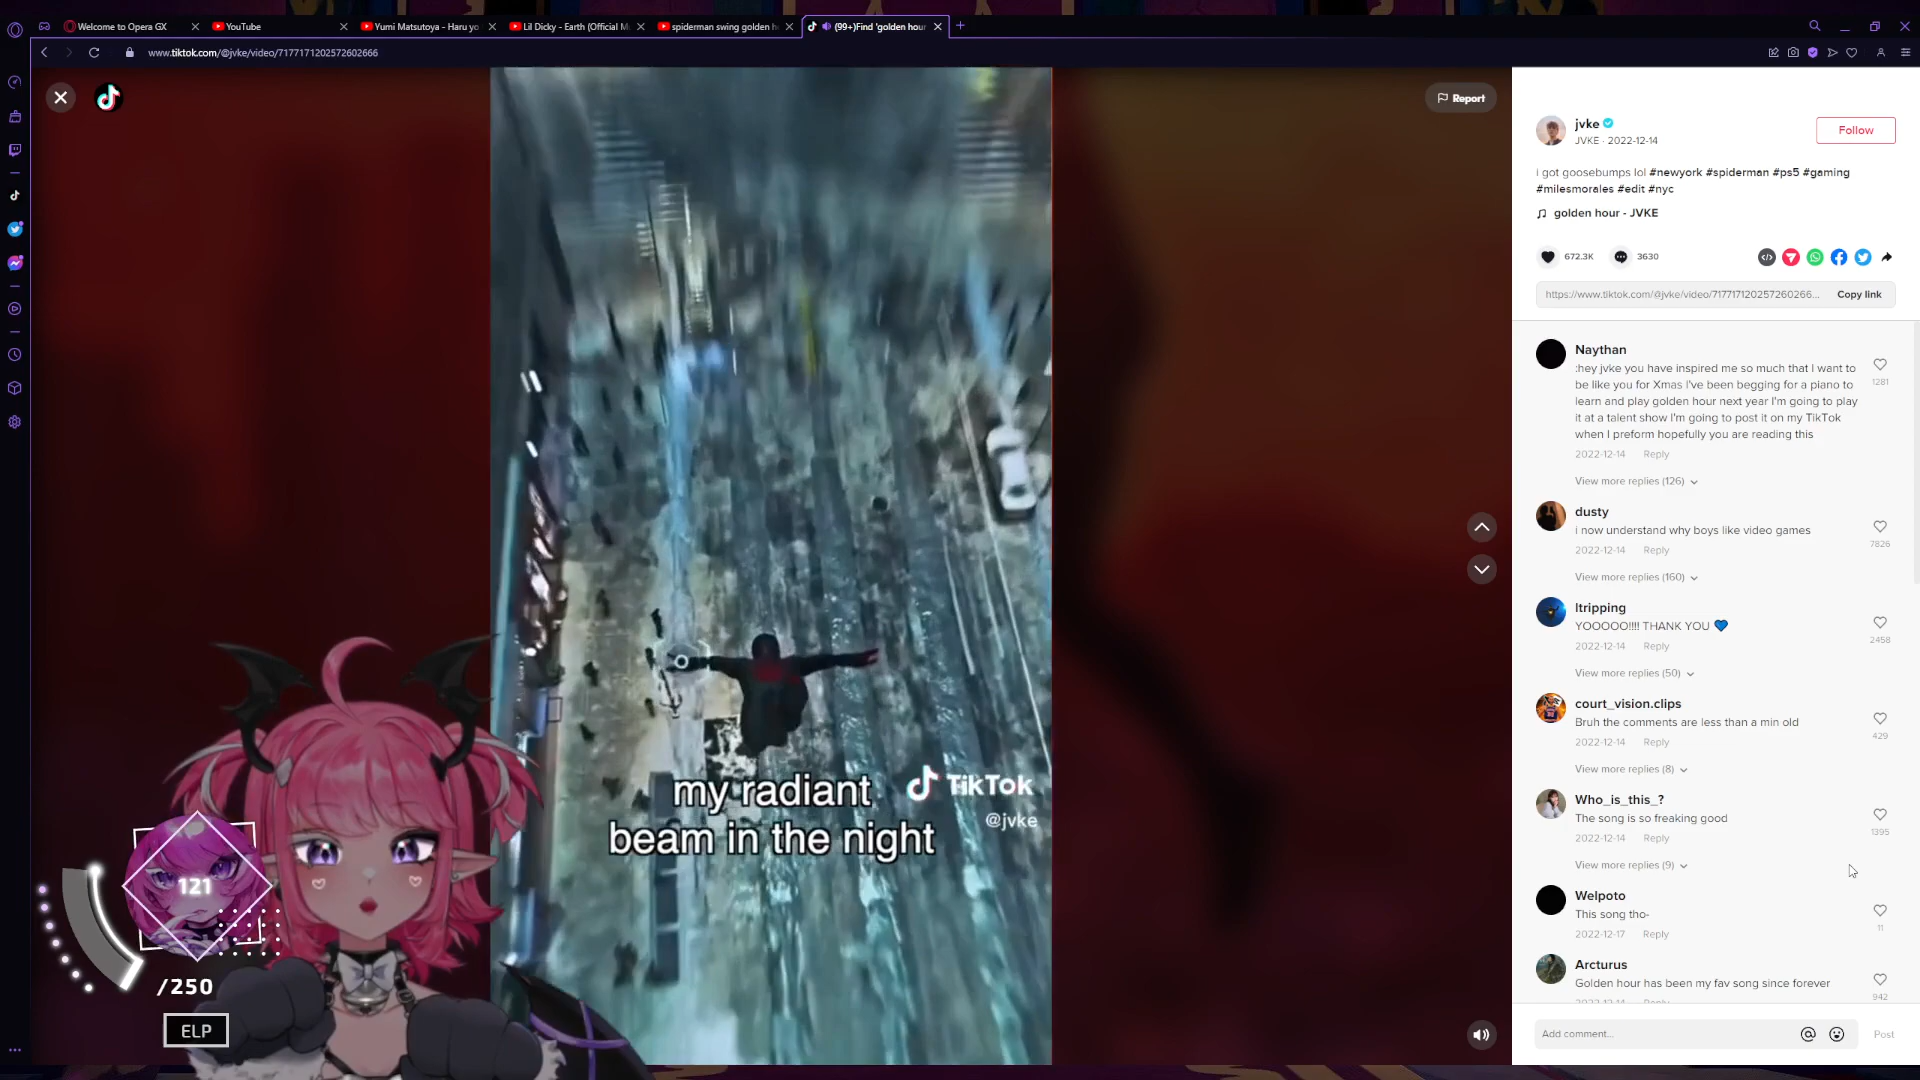 Welcome to Opera GX
YouTube
Yumi Matsutoya - Haru yo
Lil Dicky - Earth (Official M
spiderman swing golden h
(99+)Find 'golden hour
www.tiktok.com/@jvke/video/7177171202572602666
Report
jvke
JVKE · 2022-12-14
Follow
i got goosebumps lol #newyork #spiderman #ps5 #gaming
#milesmorales #edit #nyc
golden hour - JVKE
672.3K
3630
https://www.tiktok.com/@jvke/video/717717120257260266...
Copy link
Naythan
:hey jvke you have inspired me so much that I want to
be like you for Xmas I've been begging for a piano to
learn and play golden hour next year I'm going to play
it at a talent show I'm going to post it on my TikTok
when I preform hopefully you are reading this
1281
2022-12-14 Reply
View more replies (126)
dusty
i now understand why boys like video games
7826
2022-12-14 Reply
View more replies (160)
ltripping
YOOOOO!!!! THANK YOU 💙
2458
2022-12-14 Reply
View more replies (50)
court_vision.clips
Bruh the comments are less than a min old
429
2022-12-14 Reply
View more replies (8)
Who_is_this_?
The song is so freaking good
1395
2022-12-14 Reply
View more replies (9)
Welpoto
This song tho-
11
2022-12-17 Reply
Arcturus
Golden hour has been my fav song since forever
942
Add comment...
Post
my radiant
beam in the night
TikTok
@jvke
121
/250
ELP